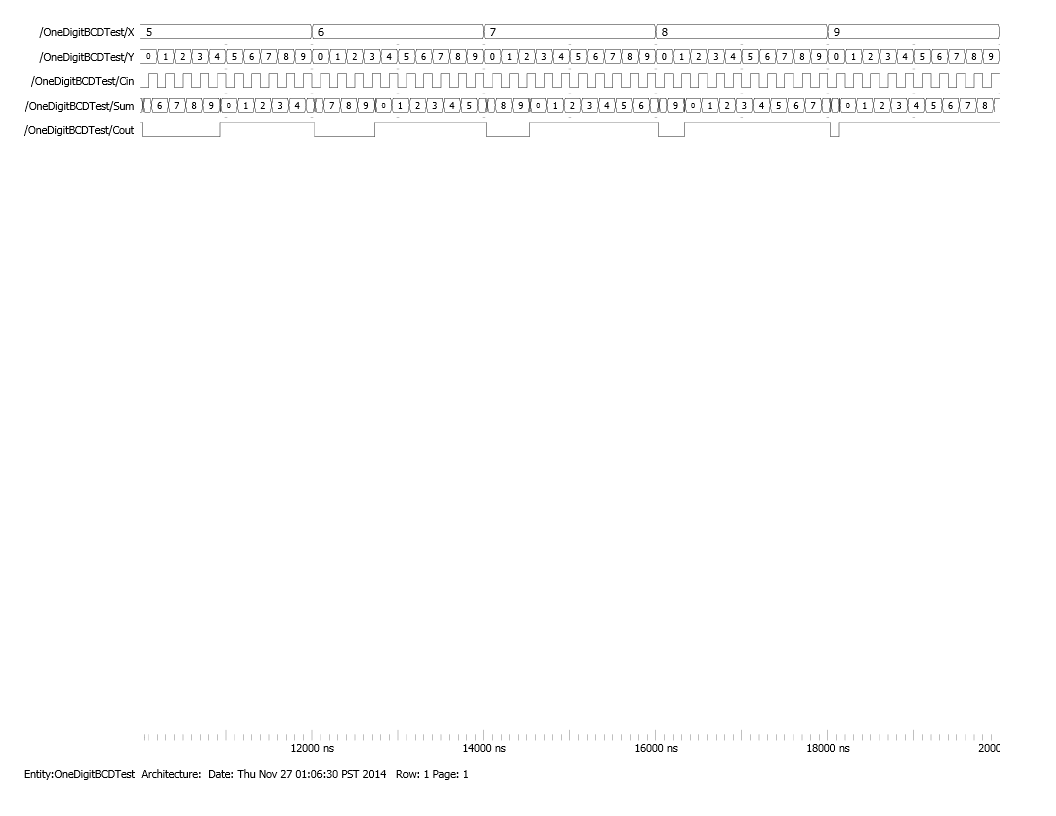 /OneDigitBCDTest/X 5 6 7 8 9
/OneDigitBCDTest/Y 0 1 2 3 4 5 6 7 8 9 0 1 2 3 4 5 6 7 8 9 0 1 2 3 4 5 6 7 8 9 0 1 2 3 4 5 6 7 8 9 0 1 2 3 4 5 6 7 8 9
/OneDigitBCDTest/Cin
/OneDigitBCDTest/Sum 6 7 8 9 0 1 2 3 4 7 8 9 0 1 2 3 4 5 8 9 0 1 2 3 4 5 6 9 0 1 2 3 4 5 6 7 0 1 2 3 4 5 6 7 8
/OneDigitBCDTest/Cout
12000 ns 14000 ns 16000 ns 18000 ns 2000
Entity:OneDigitBCDTest Architecture: Date: Thu Nov 27 01:06:30 PST 2014 Row: 1 Page: 1